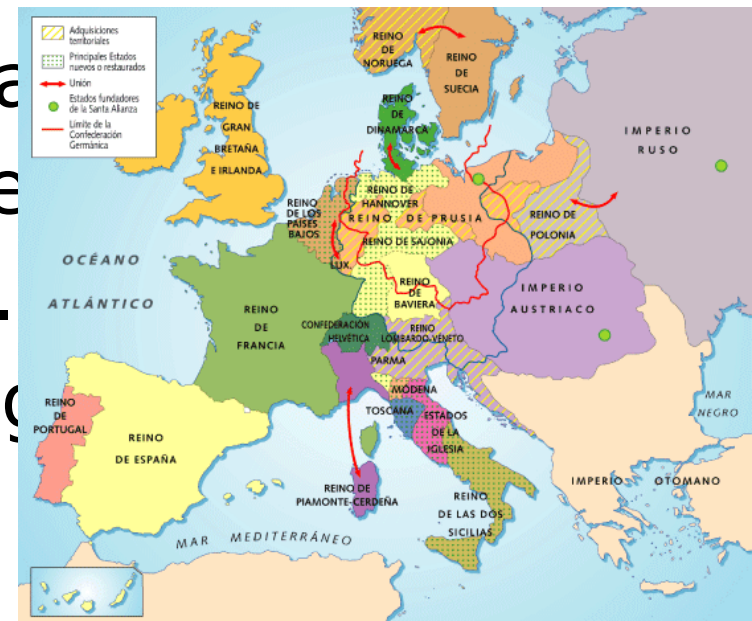 Adquisiciones
territoriales
Principales Estados
nuevos o restaurados
Unión
Estados fundadores
de la Santa Alianza
Límite de la
Confederación
Germánica
REINO
DE
NORUEGA
REINO
DE
SUECIA
REINO DE
GRAN
BRETAÑA
E IRLANDA
REINO
DE
DINAMARCA
IMPERIO
RUSO
REINO
DE LOS
PAÍSES
BAJOS
REINO DE
HANNOVER
REINO DE PRUSIA
REINO DE
POLONIA
REINO DE SAJONIA
LUX.
OCÉANO
ATLÁNTICO
REINO
DE
BAVIERA
IMPERIO
AUSTRIACO
REINO
DE
FRANCIA
CONFEDERACIÓN
HELVÉTICA
REINO
LOMBARDO-VENETO
PARMA
MODENA
TOSCANA
ESTADOS
DE LA
IGLESIA
MAR
NEGRO
REINO
DE
PORTUGAL
REINO
DE ESPAÑA
REINO DE
PIAMONTE-CERDEÑA
REINO
DE LAS DOS
SICILIAS
IMPERIO OTOMANO
MAR MEDITERRÁNEO